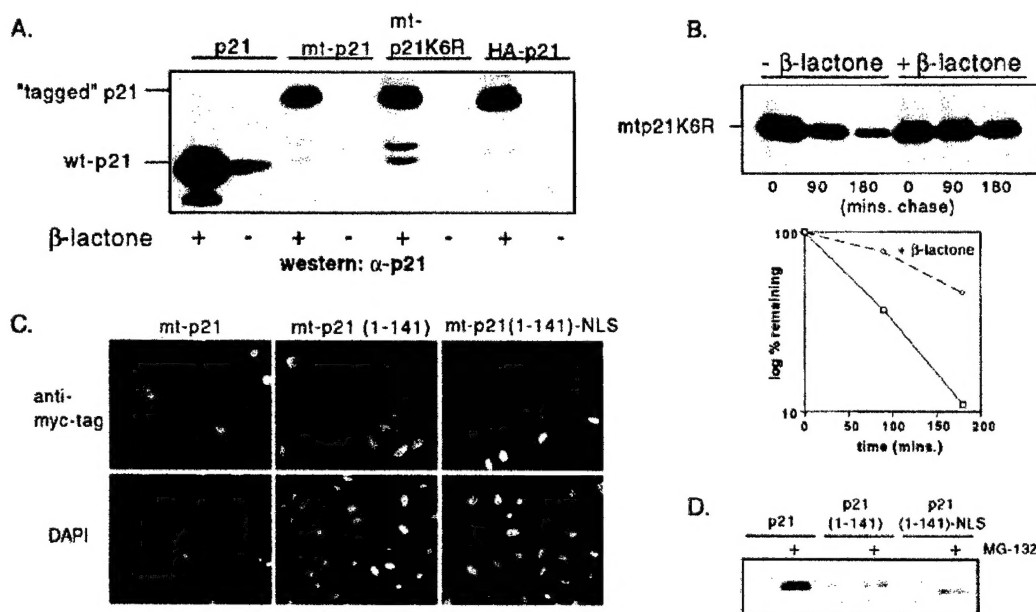 A.
p21
mt-p21
mt-
p21K6R
HA-p21
"tagged" p21
wt-p21
β-lactone
+ - + - + - + -
western: α-p21
B.
- β-lactone + β-lactone
mtp21K6R
0 90 180 0 90 180
(mins. chase)
100
+ β-lactone
log % remaining
10
0 50 100 150 200
time (mins.)
C.
mt-p21
mt-p21 (1-141)
mt-p21(1-141)-NLS
anti-
myc-tag
DAPI
D.
p21
p21
(1-141)
p21
(1-141)-NLS
+ + + MG-132